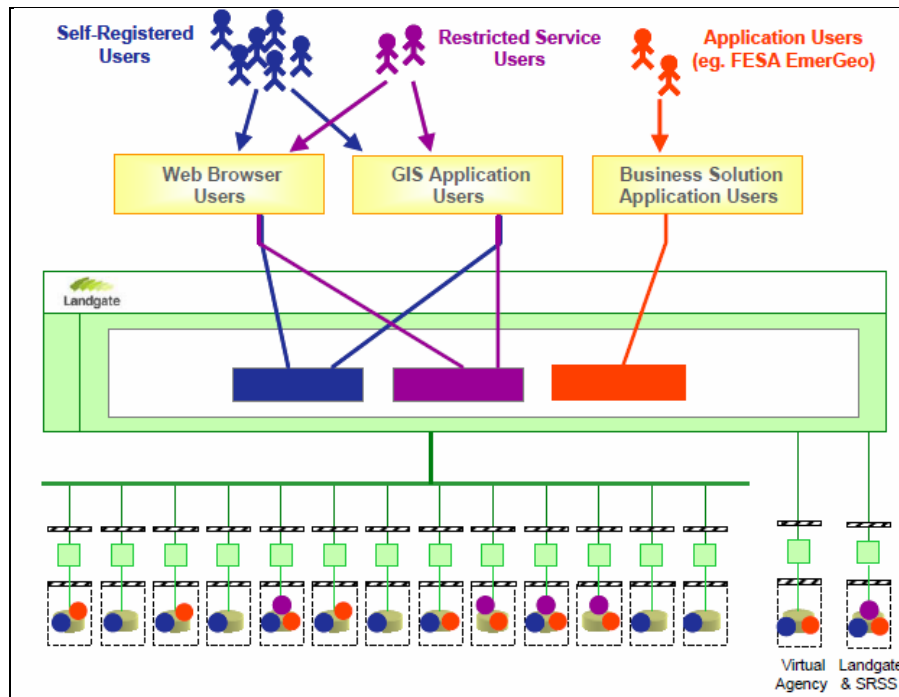 Self-Registered
Users
Restricted Service
Users
Application Users
(eg. FESA EmerGeo)
Web Browser
Users
GIS Application
Users
Business Solution
Application Users
Landgate
Virtual
Agency
Landgate
& SRSS